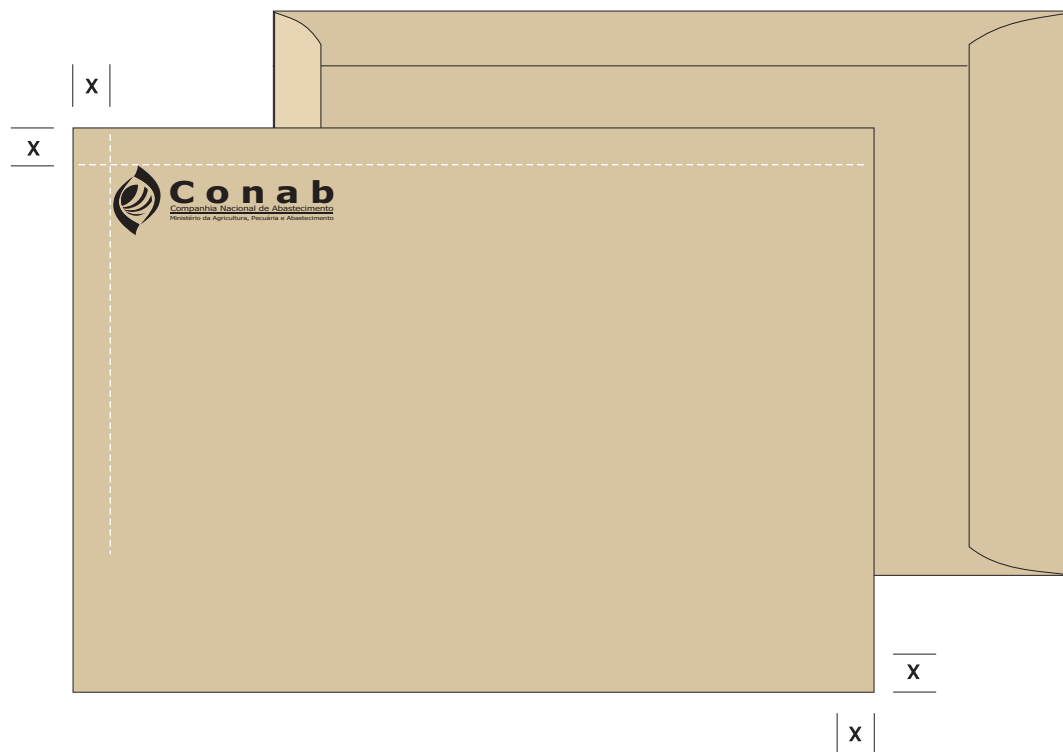 X
X
Conab
Companhia Nacional de Abastecimento
Ministério da Agricultura, Pecuária e Abastecimento
X
X